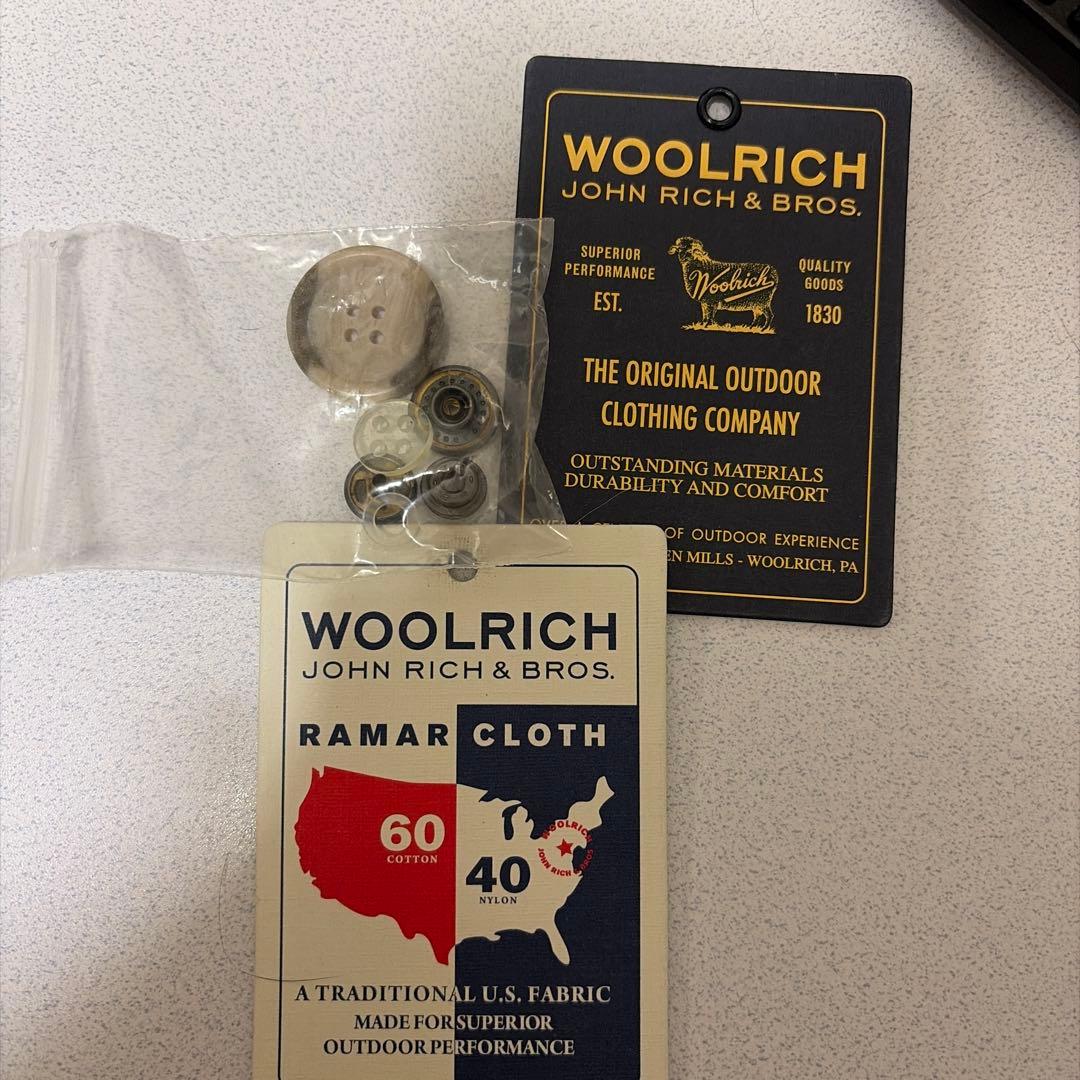 WOOLRICH
JOHN RICH & BROS.
SUPERIOR
PERFORMANCE
EST.
Woolrich
QUALITY
GOODS
1830
THE ORIGINAL OUTDOOR
CLOTHING COMPANY
OUTSTANDING MATERIALS
DURABILITY AND COMFORT
OF OUTDOOR EXPERIENCE
MILLS - WOOLRICH, PA
WOOLRICH
JOHN RICH & BROS.
RAMAR CLOTH
60
COTTON
40
NYLON
WOOLRICH
JOHN RICH & BROS
A TRADITIONAL U.S. FABRIC
MADE FOR SUPERIOR
OUTDOOR PERFORMANCE